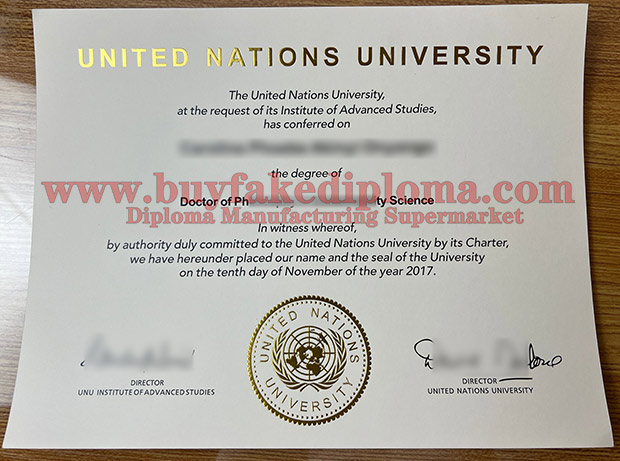 UNITED NATIONS UNIVERSITY
The United Nations University,
at the request of its Institute of Advanced Studies,
has conferred on
the degree of
www.buyfakediploma.com
Doctor of Ph ty Science
Diploma Manufacturing Supermarket
In witness whereof,
by authority duly committed to the United Nations University by its Charter,
we have hereunder placed our name and the seal of the University
on the tenth day of November of the year 2017.
UNITED NATIONS
UNIVERSITY
DIRECTOR
UNU INSTITUTE OF ADVANCED STUDIES
DIRECTOR
UNITED NATIONS UNIVERSITY